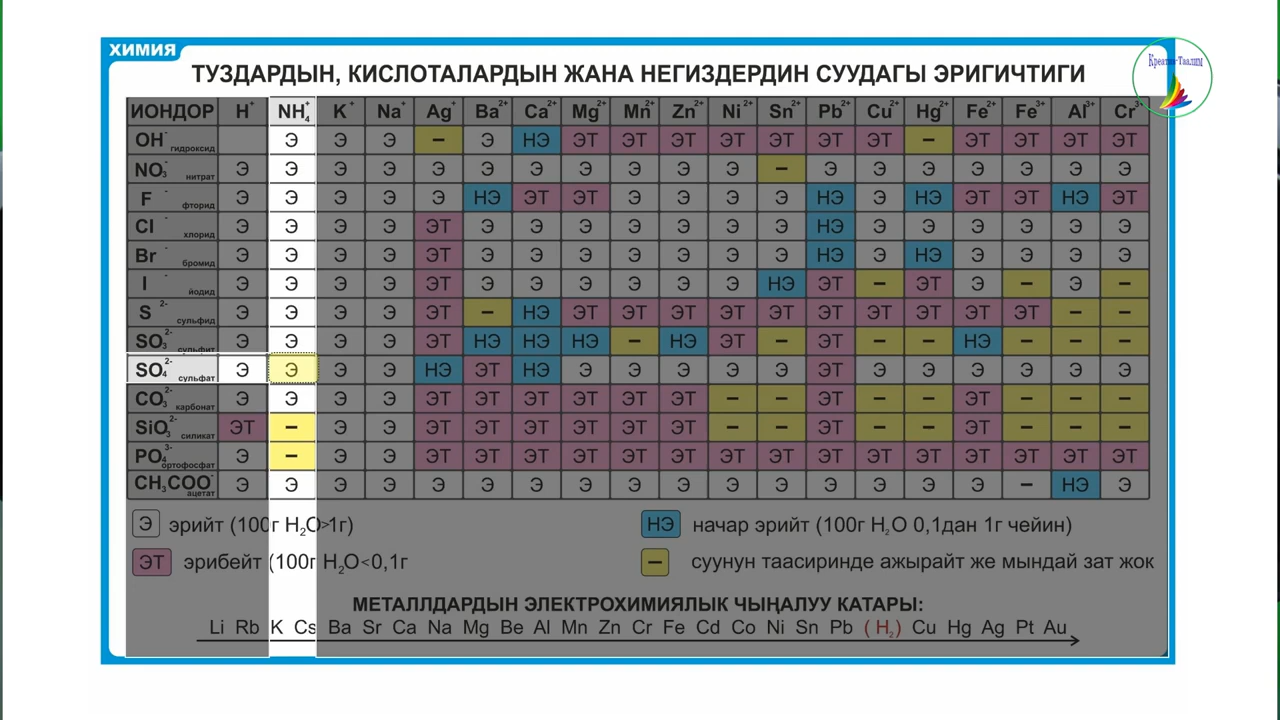 ХИМИЯ
Креатив-Таалим
ТУЗДАРДЫН, КИСЛОТАЛАРДЫН ЖАНА НЕГИЗДЕРДИН СУУДАГЫ ЭРИГИЧТИГИ
ИОНДОР H⁺ NH₄⁺ K⁺ Na⁺ Ag⁺ Ba²⁺ Ca²⁺ Mg²⁺ Mn²⁺ Zn²⁺ Ni²⁺ Sn²⁺ Pb²⁺ Cu²⁺ Hg²⁺ Fe²⁺ Fe³⁺ Al³⁺ Cr³⁺
OH⁻ гидроксид Э Э Э – Э НЭ ЭТ ЭТ ЭТ ЭТ ЭТ ЭТ ЭТ – ЭТ ЭТ ЭТ ЭТ
NO₃⁻ нитрат Э Э Э Э Э Э Э Э Э Э Э – Э Э Э Э Э Э Э
F⁻ фторид Э Э Э Э Э НЭ ЭТ ЭТ Э Э Э Э НЭ Э НЭ ЭТ ЭТ НЭ ЭТ
Cl⁻ хлорид Э Э Э Э ЭТ Э Э Э Э Э Э Э НЭ Э Э Э Э Э Э
Br⁻ бромид Э Э Э Э ЭТ Э Э Э Э Э Э Э НЭ Э НЭ Э Э Э Э
I⁻ йодид Э Э Э Э ЭТ Э Э Э Э Э Э НЭ ЭТ – ЭТ Э – Э –
S²⁻ сульфид Э Э Э Э ЭТ – НЭ ЭТ ЭТ ЭТ ЭТ ЭТ ЭТ ЭТ ЭТ ЭТ ЭТ – –
SO₃²⁻ сульфит Э Э Э Э ЭТ НЭ НЭ НЭ – НЭ ЭТ – ЭТ – – НЭ – – –
SO₄²⁻ сульфат Э Э Э Э НЭ ЭТ НЭ Э Э Э Э Э ЭТ Э Э Э Э Э Э
CO₃²⁻ карбонат Э Э Э Э ЭТ ЭТ ЭТ ЭТ ЭТ ЭТ – – ЭТ – – ЭТ – – –
SiO₃²⁻ силикат ЭТ – Э Э ЭТ ЭТ ЭТ ЭТ ЭТ ЭТ – – ЭТ – – ЭТ – – –
PO₄³⁻ ортофосфат Э – Э Э ЭТ ЭТ ЭТ ЭТ ЭТ ЭТ ЭТ ЭТ ЭТ ЭТ ЭТ ЭТ ЭТ ЭТ ЭТ
CH₃COO⁻ ацетат Э Э Э Э Э Э Э Э Э Э Э Э Э Э Э Э – НЭ Э
Э эрийт (100г H₂O>1г)
НЭ начар эрийт (100г H₂O 0,1дан 1г чейин)
ЭТ эрибейт (100г H₂O<0,1г
– суунун таасиринде ажырайт же мындай зат жок
МЕТАЛЛДАРДЫН ЭЛЕКТРОХИМИЯЛЫК ЧЫҢАЛУУ КАТАРЫ:
Li Rb K Cs Ba Sr Ca Na Mg Be Al Mn Zn Cr Fe Cd Co Ni Sn Pb (H₂) Cu Hg Ag Pt Au